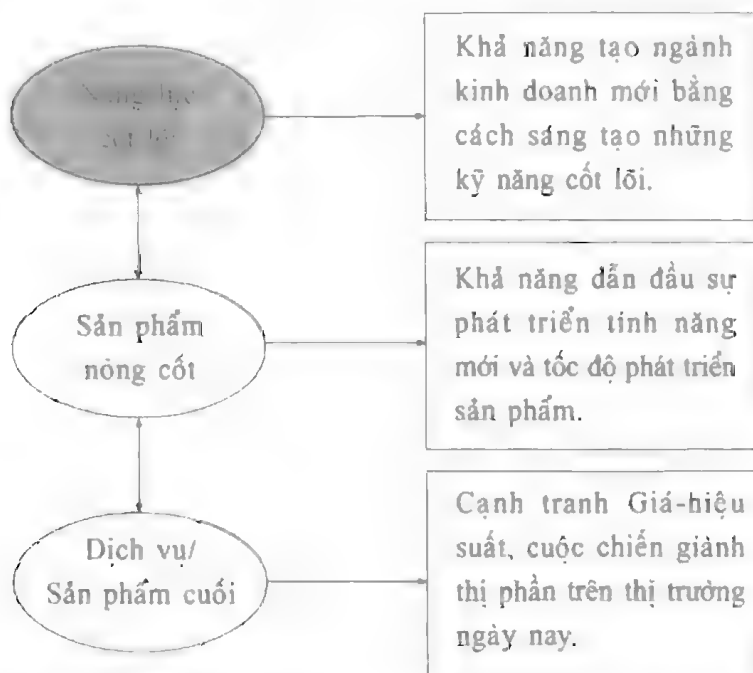 Năng lực
Khả năng tạo ngành
kinh doanh mới bằng
cách sáng tạo những
kỹ năng cốt lõi.
Sản phẩm
nòng cốt
Khả năng dẫn đầu sự
phát triển tính năng
mới và tốc độ phát triển
sản phẩm.
Dịch vụ/
Sản phẩm cuối
Cạnh tranh Giá-hiệu
suất, cuộc chiến giành
thị phần trên thị trường
ngày nay.